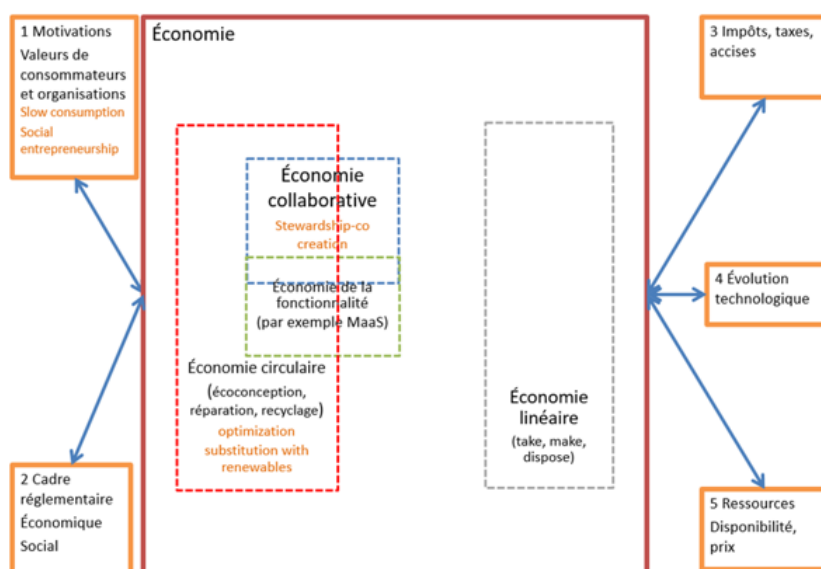 1 Motivations
Valeurs de
consommateurs
et organisations
Slow consumption
Social
entrepreneurship
Économie
3 Impôts, taxes,
accises
Économie
collaborative
Stewardship-co
creation
Économie de la
fonctionnalité
(par exemple MaaS)
4 Évolution
technologique
Économie circulaire
(écoconception,
réparation, recyclage)
optimization
substitution with
renewables
Économie
linéaire
(take, make,
dispose)
2 Cadre
réglementaire
Économique
Social
5 Ressources
Disponibilité,
prix